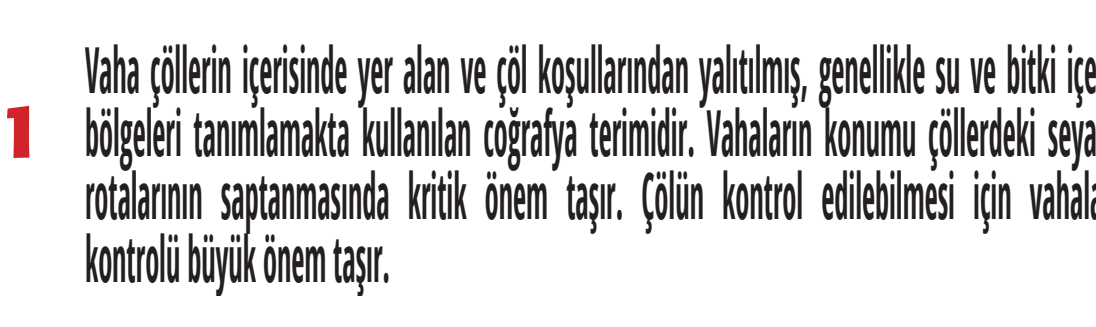 1
Vaha çöllerin içerisinde yer alan ve çöl koşullarından yalıtılmış, genellikle su ve bitki içe
bölgeleri tanımlamakta kullanılan coğrafya terimidir. Vahaların konumu çöllerdeki seya
rotalarının saptanmasında kritik önem taşır. Çölün kontrol edilebilmesi için vahala
kontrolü büyük önem taşır.